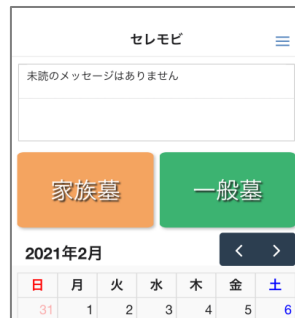 セレモビ
未読のメッセージはありません
家族墓 一般墓
2021年2月
日 月 火 水 木 金 土
31 1 2 3 4 5 6